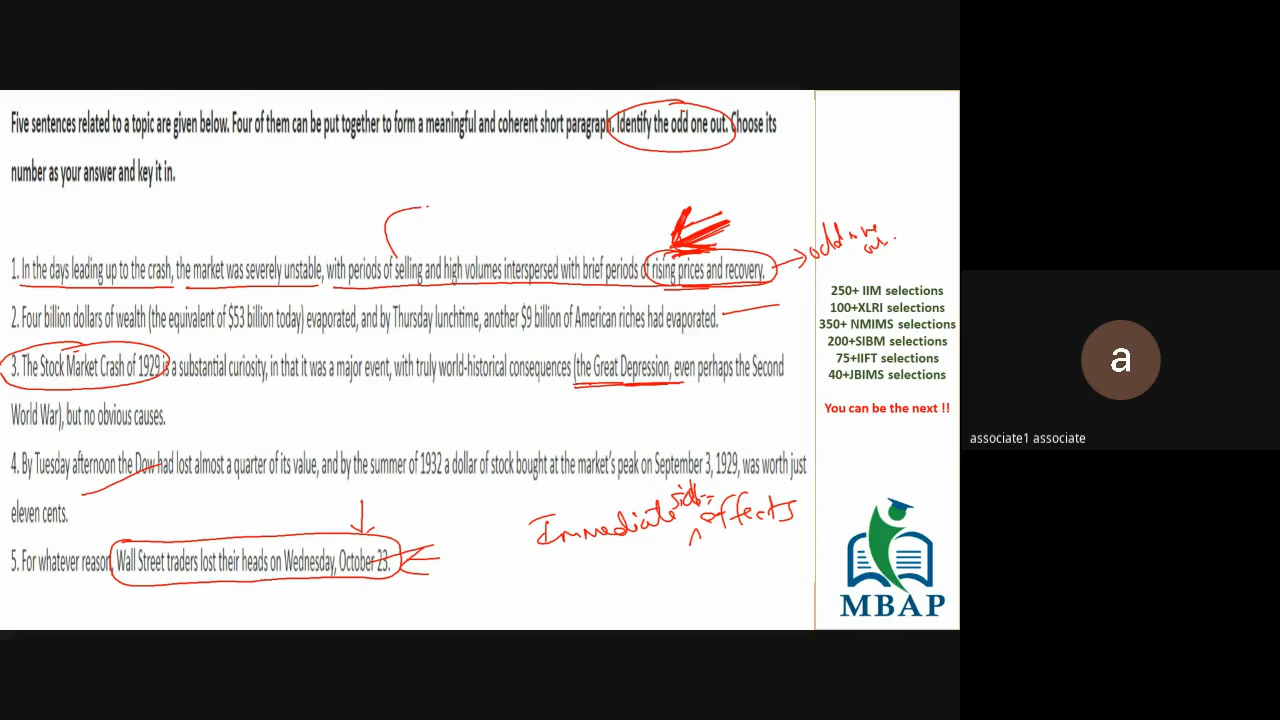 Five sentences related to a topic are given below. Four of them can be put together to form a meaningful and coherent short paragraph. Identify the odd one out. Choose its
number as your answer and key it in.
1. In the days leading up to the crash, the market was severely unstable, with periods of selling and high volumes interspersed with brief periods of rising prices and recovery.
odd one out.
2. Four billion dollars of wealth (the equivalent of $53 billion today) evaporated, and by Thursday lunchtime, another $9 billion of American riches had evaporated.
3. The Stock Market Crash of 1929 is a substantial curiosity, in that it was a major event, with truly world-historical consequences (the Great Depression, even perhaps the Second
World War), but no obvious causes.
4. By Tuesday afternoon the Dow had lost almost a quarter of its value, and by the summer of 1932 a dollar of stock bought at the market's peak on September 3, 1929, was worth just
eleven cents.
Immediate side effects
5. For whatever reason, Wall Street traders lost their heads on Wednesday, October 23.
250+ IIM selections
100+XLRI selections
350+ NMIMS selections
200+SIBM selections
75+IIFT selections
40+JBIMS selections
You can be the next !!
MBAP
a
associate1 associate